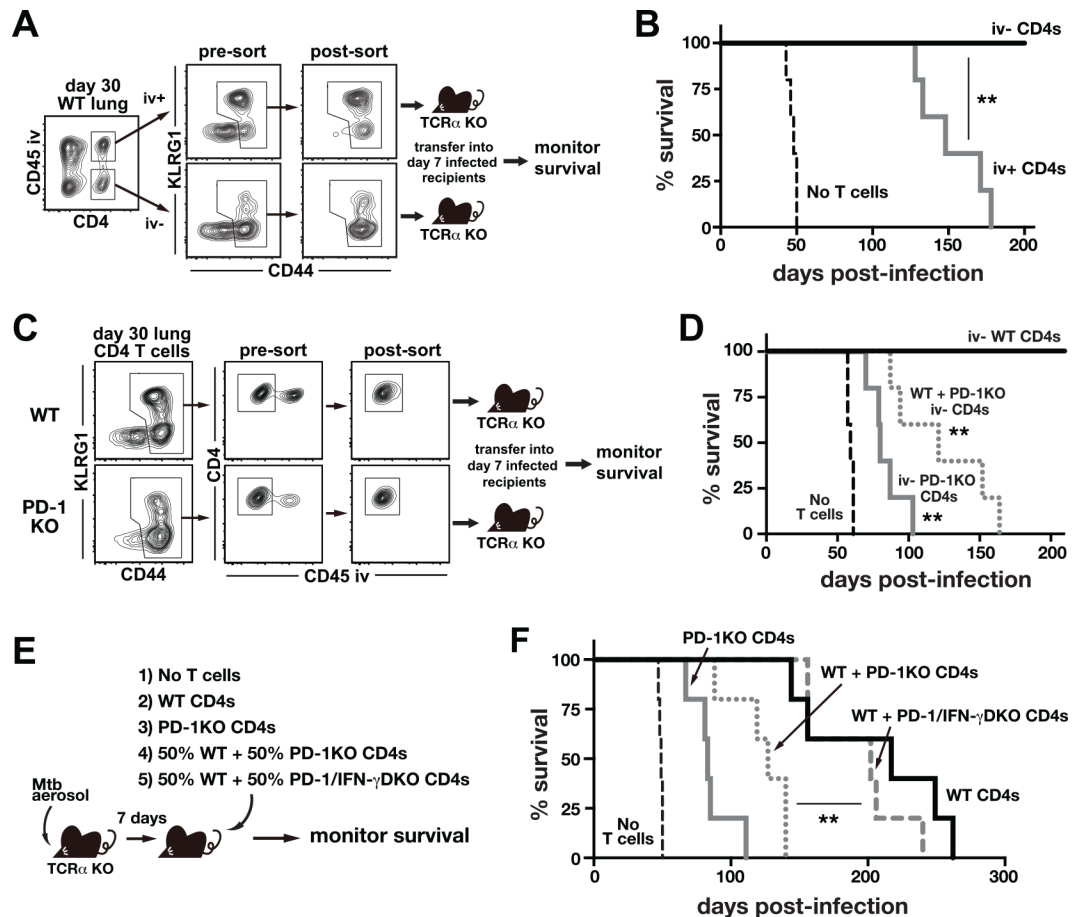 A
pre-sort
post-sort
day 30
WT lung
CD45 iv
CD4
iv+
iv-
KLRG1
CD44
TCRα KO
transfer into
day 7 infected
recipients
monitor
survival
TCRα KO
B
iv- CD4s
% survival
100
75
50
25
0
**
iv+ CD4s
No T cells
0
50
100
150
200
days post-infection
C
day 30 lung
CD4 T cells
pre-sort
post-sort
WT
PD-1
KO
KLRG1
CD44
CD4
CD45 iv
TCRα KO
transfer into
day 7 infected
recipients
monitor
survival
TCRα KO
D
iv- WT CD4s
% survival
100
75
50
25
0
WT + PD-1KO
iv- CD4s
**
iv- PD-1KO
CD4s
**
No
T cells
0
50
100
150
200
days post-infection
E
1) No T cells
2) WT CD4s
3) PD-1KO CD4s
4) 50% WT + 50% PD-1KO CD4s
5) 50% WT + 50% PD-1/IFN-γDKO CD4s
Mtb
aerosol
7 days
TCRα KO
monitor survival
F
PD-1KO CD4s
% survival
100
75
50
25
0
WT + PD-1KO CD4s
WT + PD-1/IFN-γDKO CD4s
WT CD4s
**
No
T cells
0
100
200
300
days post-infection